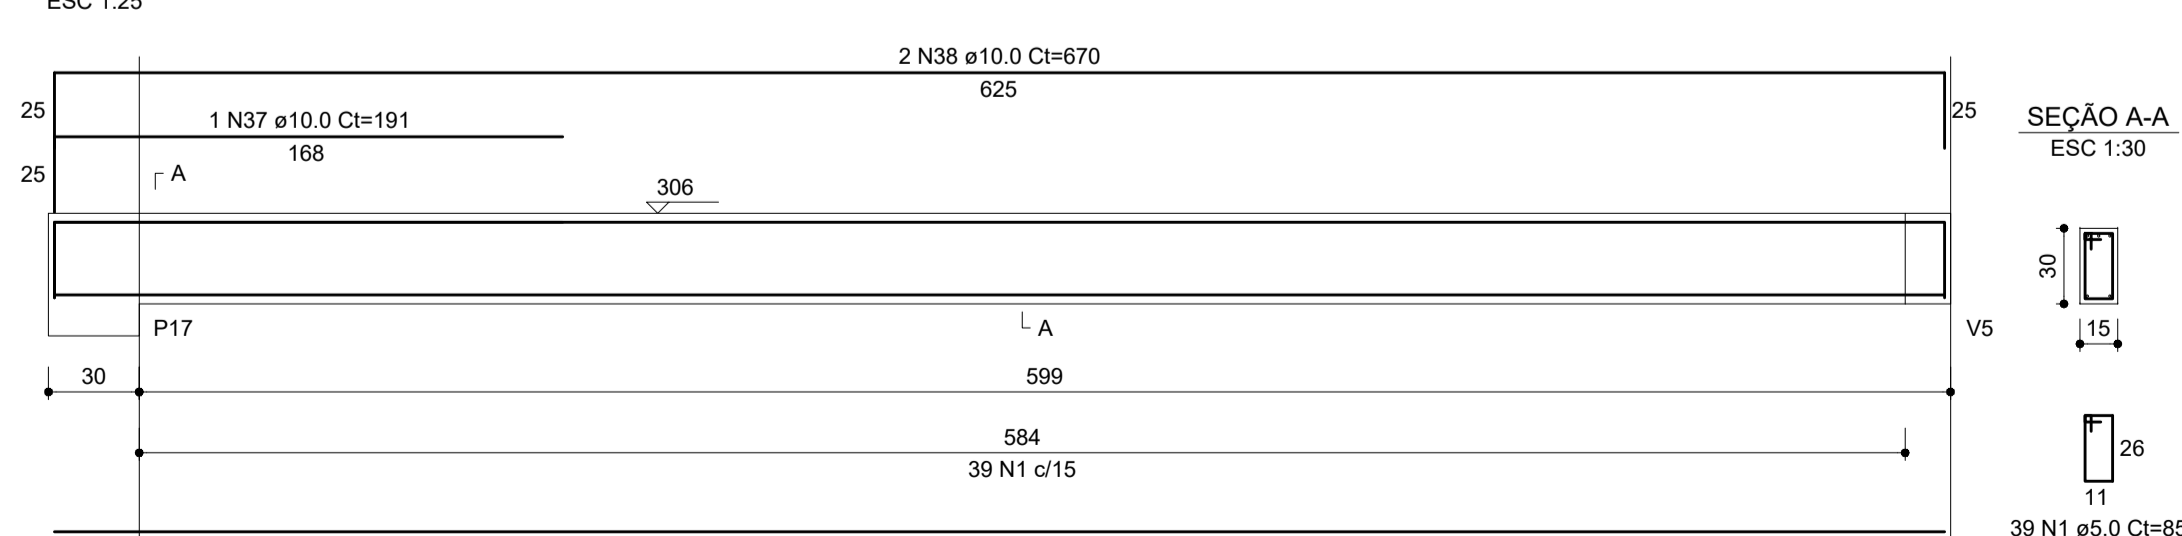 ESC 1:25
2 N38 ø10.0 Ct=670
625
25
25
1 N37 ø10.0 Ct=191
168
25
A
306
SEÇÃO A-A
ESC 1:30
30
15
P17
A
V5
30
599
584
39 N1 c/15
26
11
39 N1 ø5.0 Ct=85